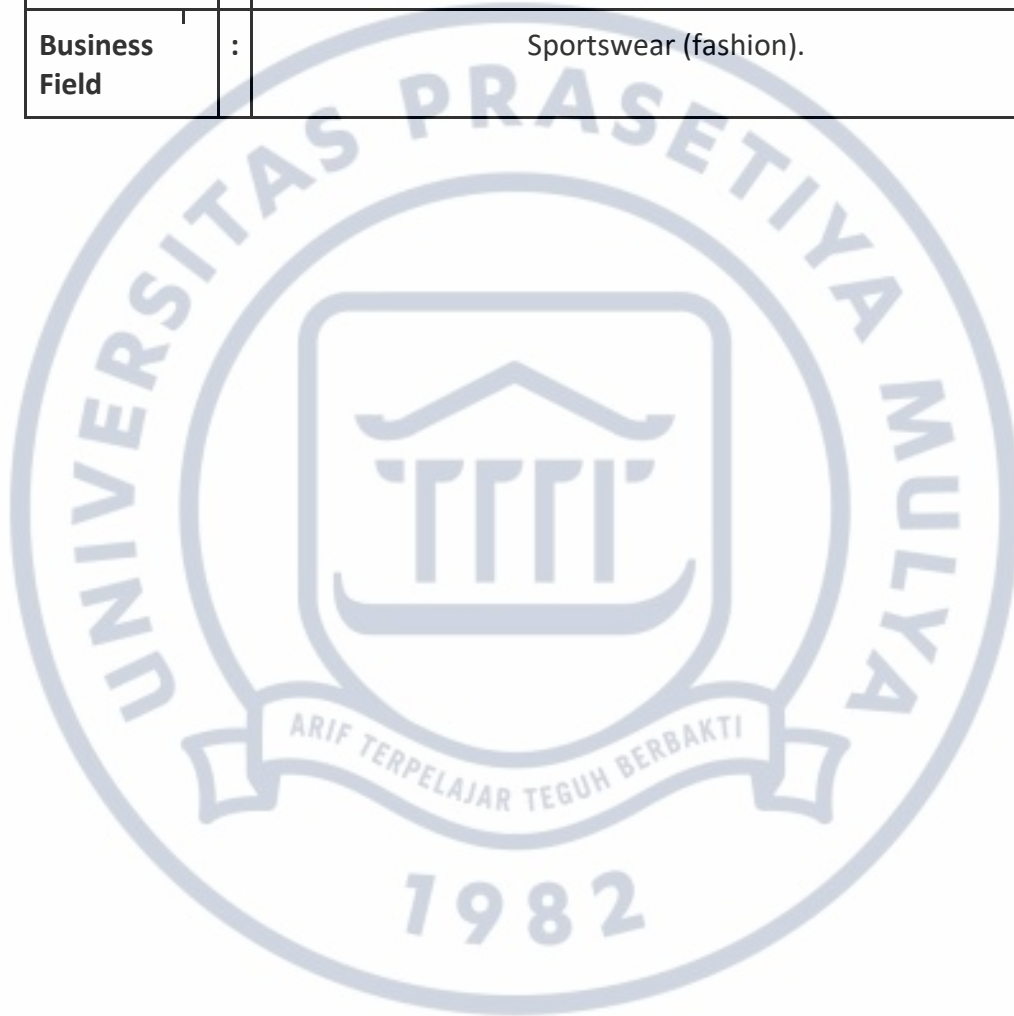 Business : Sportswear (fashion).
Field
UNIVERSITAS PRASETIYA MULYA
ARIF TERPELAJAR TEGUH BERBAKTI
1982